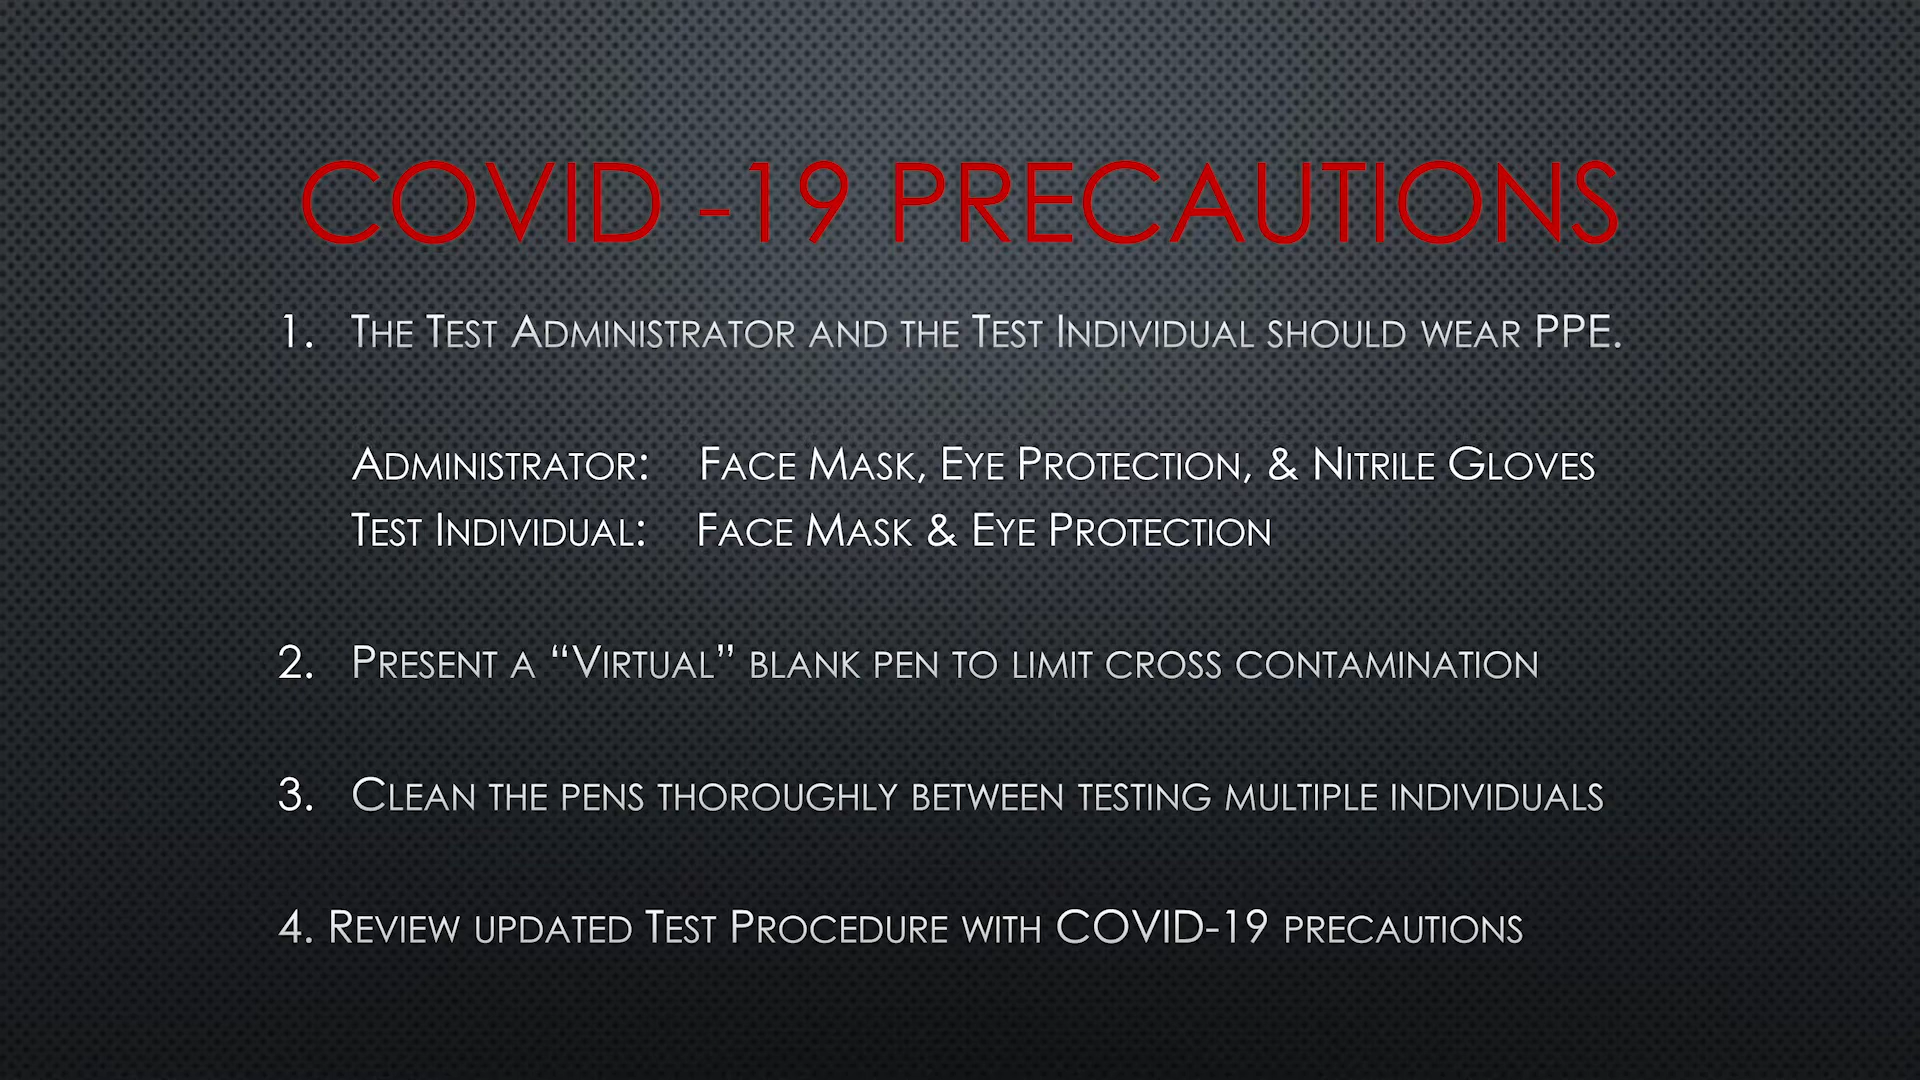 COVID -19 PRECAUTIONS
1. The Test Administrator and the Test Individual should wear PPE.
Administrator: Face Mask, Eye Protection, & Nitrile Gloves
Test Individual: Face Mask & Eye Protection
2. Present a “Virtual” blank pen to limit cross contamination
3. Clean the pens thoroughly between testing multiple individuals
4. Review updated Test Procedure with COVID-19 precautions